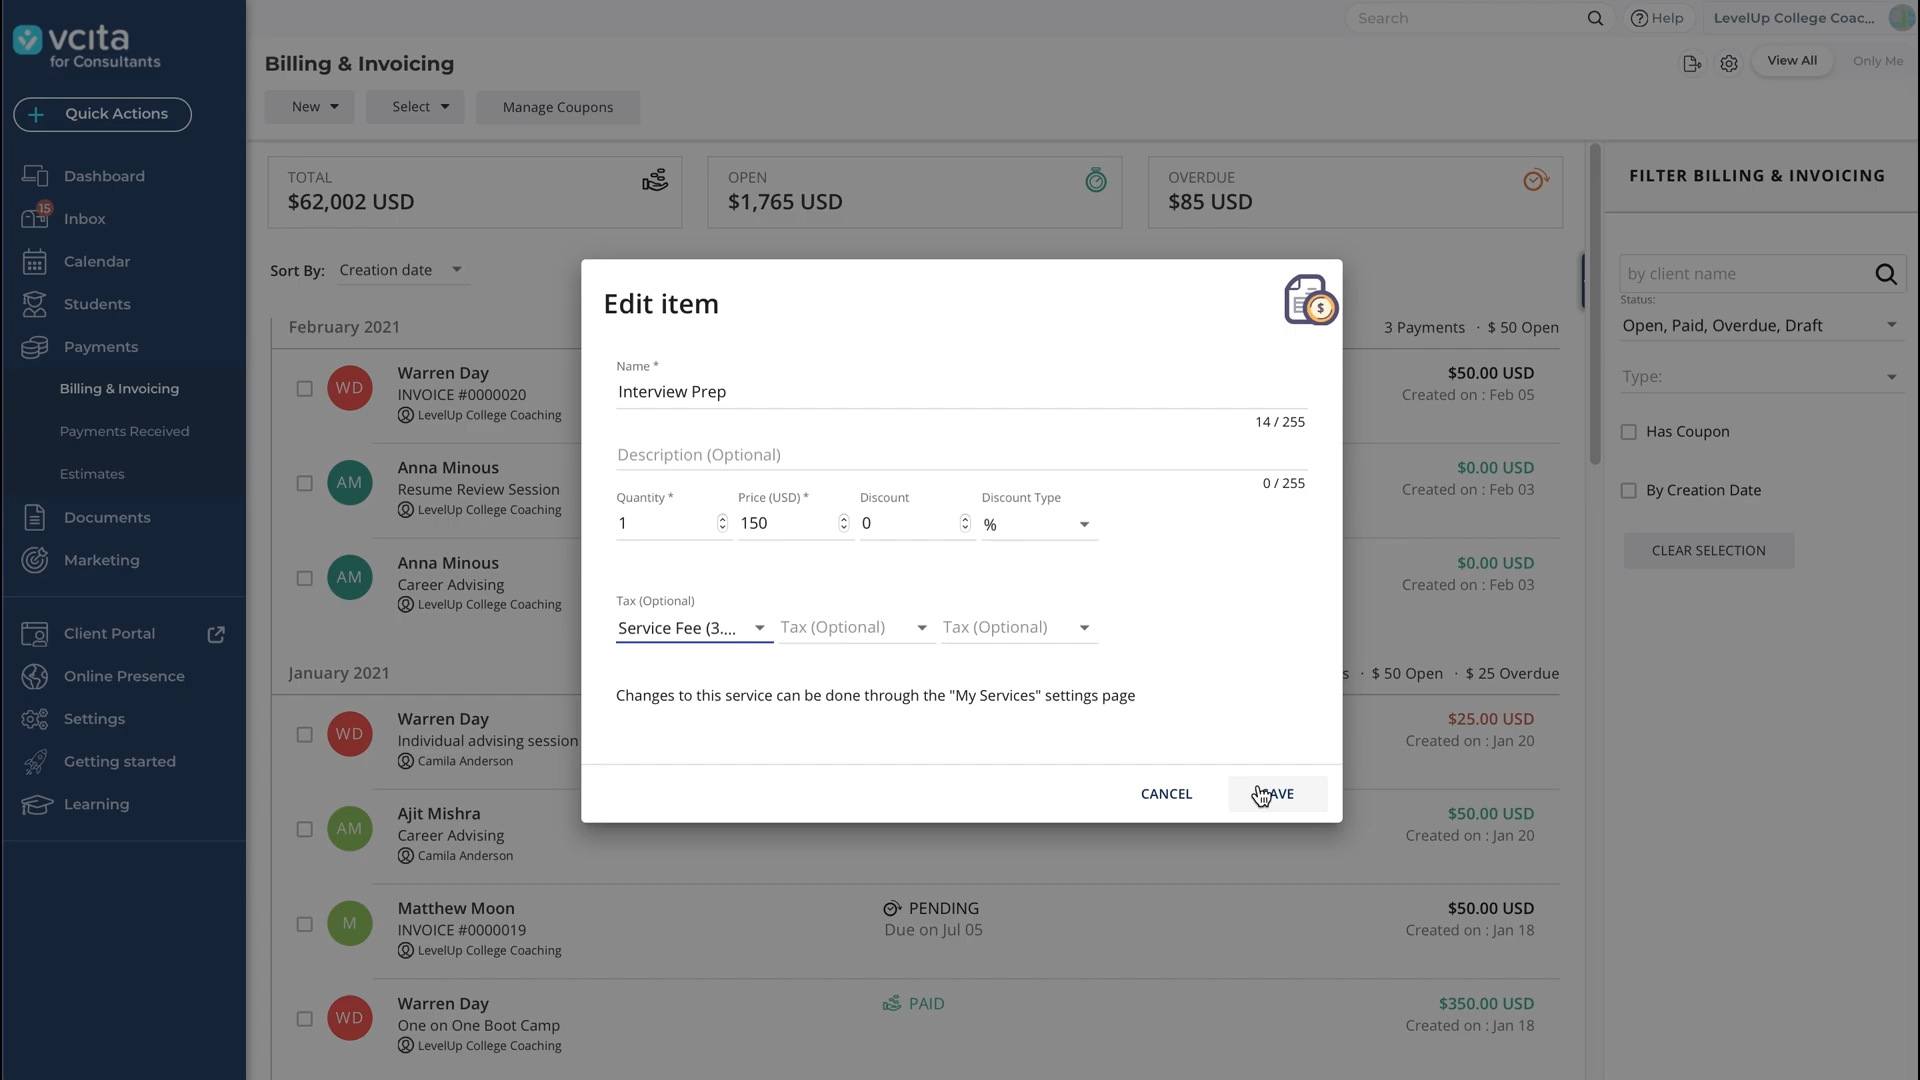 vcita
for Consultants
Quick Actions
Dashboard
15
Inbox
Calendar
Students
Payments
Billing & Invoicing
Payments Received
Estimates
Documents
Marketing
Client Portal
Online Presence
Settings
Getting started
Learning
Search
Help
LevelUp College Coac...
Billing & Invoicing
View All
Only Me
New
Select
Manage Coupons
TOTAL
$62,002 USD
OPEN
$1,765 USD
OVERDUE
$85 USD
Sort By: Creation date
February 2021
3 Payments · $ 50 Open
WD
Warren Day
INVOICE #0000020
LevelUp College Coaching
$50.00 USD
Created on : Feb 05
AM
Anna Minous
Resume Review Session
LevelUp College Coaching
$0.00 USD
Created on : Feb 03
AM
Anna Minous
Career Advising
LevelUp College Coaching
$0.00 USD
Created on : Feb 03
January 2021
s · $ 50 Open · $ 25 Overdue
WD
Warren Day
Individual advising session
Camila Anderson
$25.00 USD
Created on : Jan 20
AM
Ajit Mishra
Career Advising
Camila Anderson
$50.00 USD
Created on : Jan 20
M
Matthew Moon
INVOICE #0000019
LevelUp College Coaching
PENDING
Due on Jul 05
$50.00 USD
Created on : Jan 18
WD
Warren Day
One on One Boot Camp
LevelUp College Coaching
PAID
$350.00 USD
Created on : Jan 18
Edit item
$
Name *
Interview Prep
14 / 255
Description (Optional)
0 / 255
Quantity *
1
Price (USD) *
150
Discount
0
Discount Type
%
Tax (Optional)
Service Fee (3....
Tax (Optional)
Tax (Optional)
Changes to this service can be done through the "My Services" settings page
CANCEL
AVE
FILTER BILLING & INVOICING
by client name
Status:
Open, Paid, Overdue, Draft
Type:
Has Coupon
By Creation Date
CLEAR SELECTION